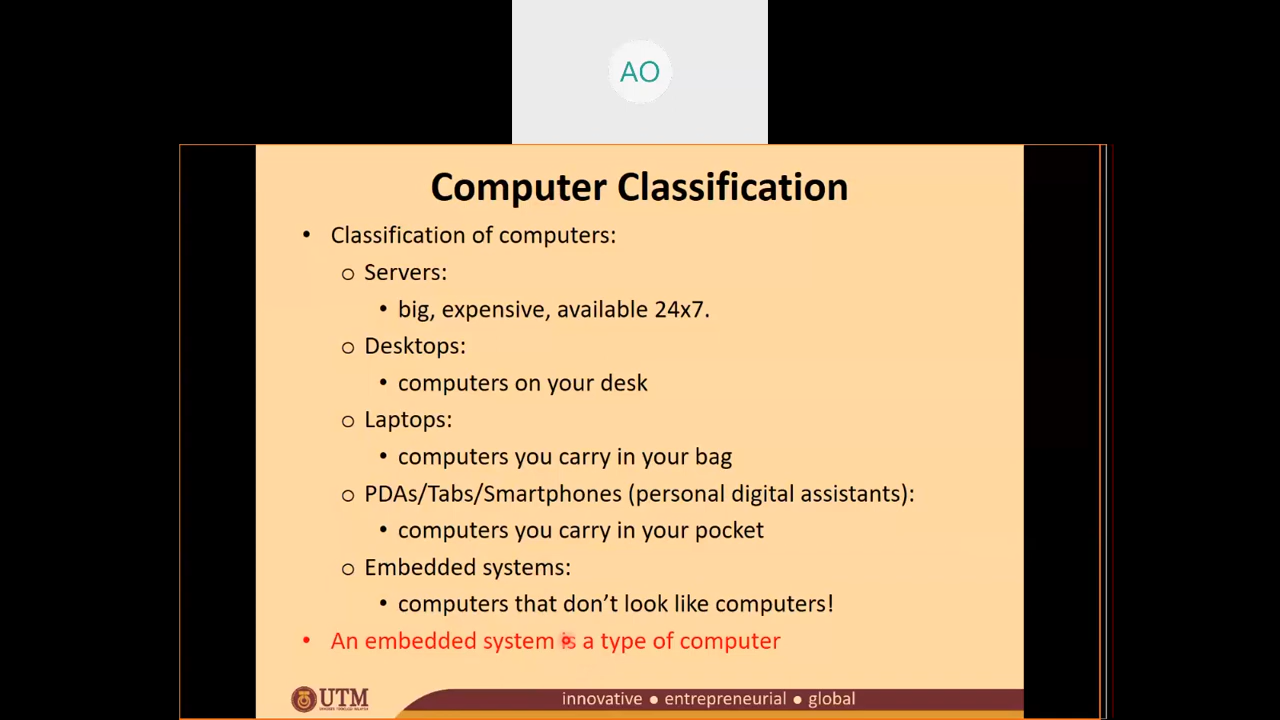 AO
Computer Classification
• Classification of computers:
o Servers:
• big, expensive, available 24x7.
o Desktops:
• computers on your desk
o Laptops:
• computers you carry in your bag
o PDAs/Tabs/Smartphones (personal digital assistants):
• computers you carry in your pocket
o Embedded systems:
• computers that don’t look like computers!
• An embedded system is a type of computer
UTM
innovative ● entrepreneurial ● global